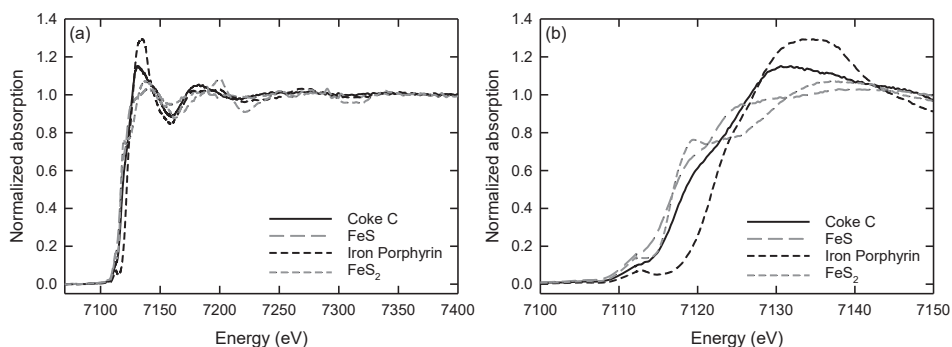 1.4
(a)
1.2
1.0
0.8
0.6
0.4
0.2
0.0
Normalized absorption
Coke C
FeS
Iron Porphyrin
FeS2
7100 7150 7200 7250 7300 7350 7400
Energy (eV)
1.4
(b)
1.2
1.0
0.8
0.6
0.4
0.2
0.0
Normalized absorption
Coke C
FeS
Iron Porphyrin
FeS2
7100 7110 7120 7130 7140 7150
Energy (eV)